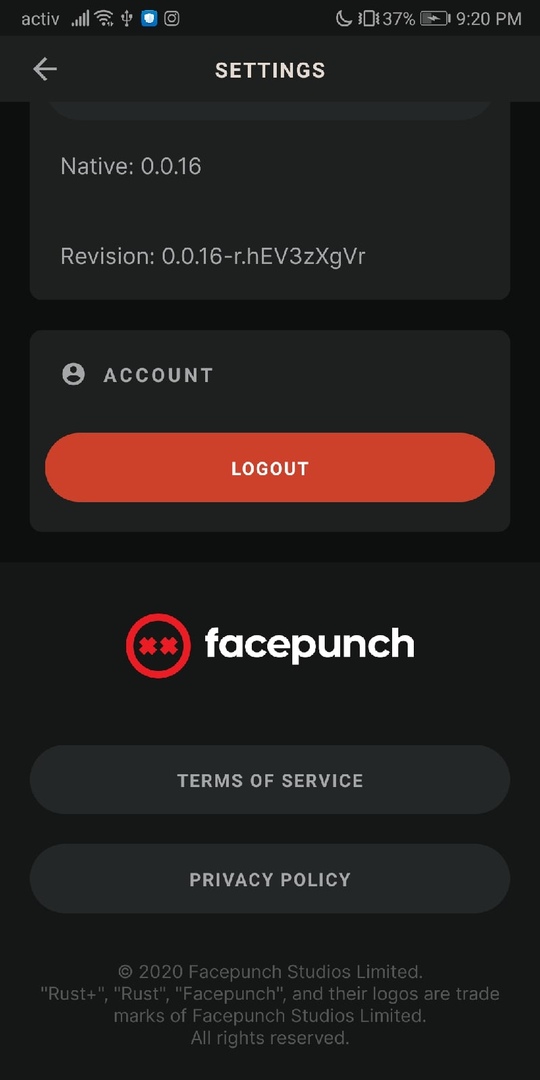 activ 37% 9:20 PM
SETTINGS
Native: 0.0.16
Revision: 0.0.16-r.hEV3zXgVr
ACCOUNT
LOGOUT
facepunch
TERMS OF SERVICE
PRIVACY POLICY
© 2020 Facepunch Studios Limited.
"Rust+", "Rust", "Facepunch", and their logos are trade
marks of Facepunch Studios Limited.
All rights reserved.